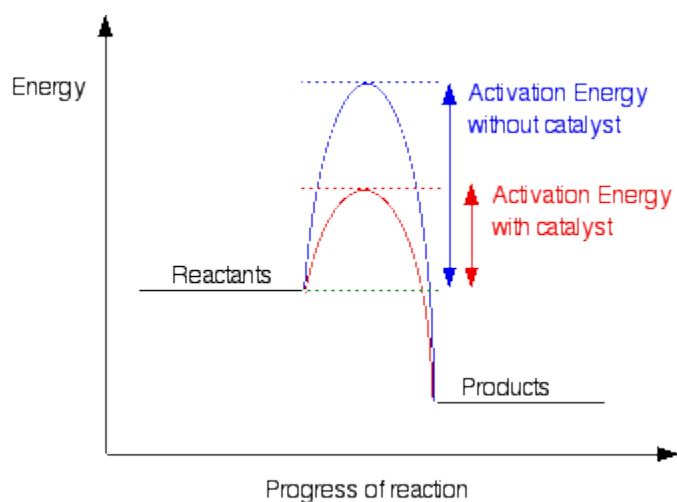 Energy
Activation Energy
without catalyst
Activation Energy
with catalyst
Reactants
Products
Progress of reaction